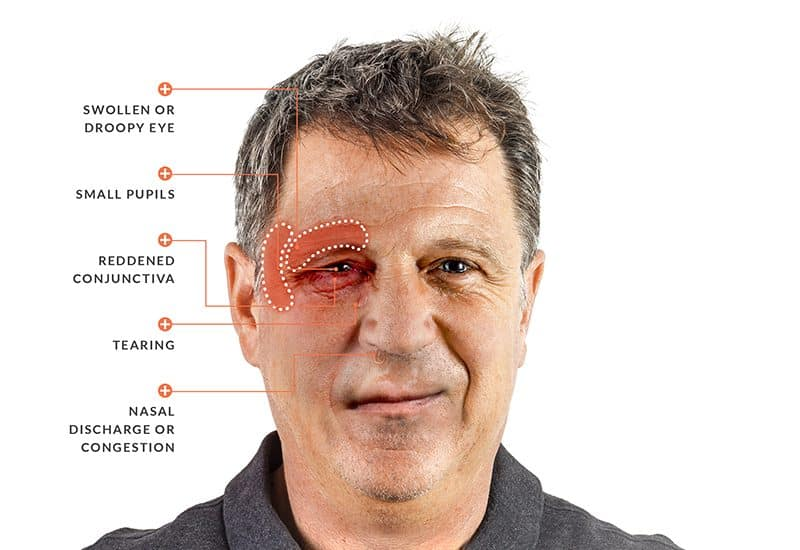 SWOLLEN OR
DROOPY EYE
SMALL PUPILS
REDDENED
CONJUNCTIVA
TEARING
NASAL
DISCHARGE OR
CONGESTION